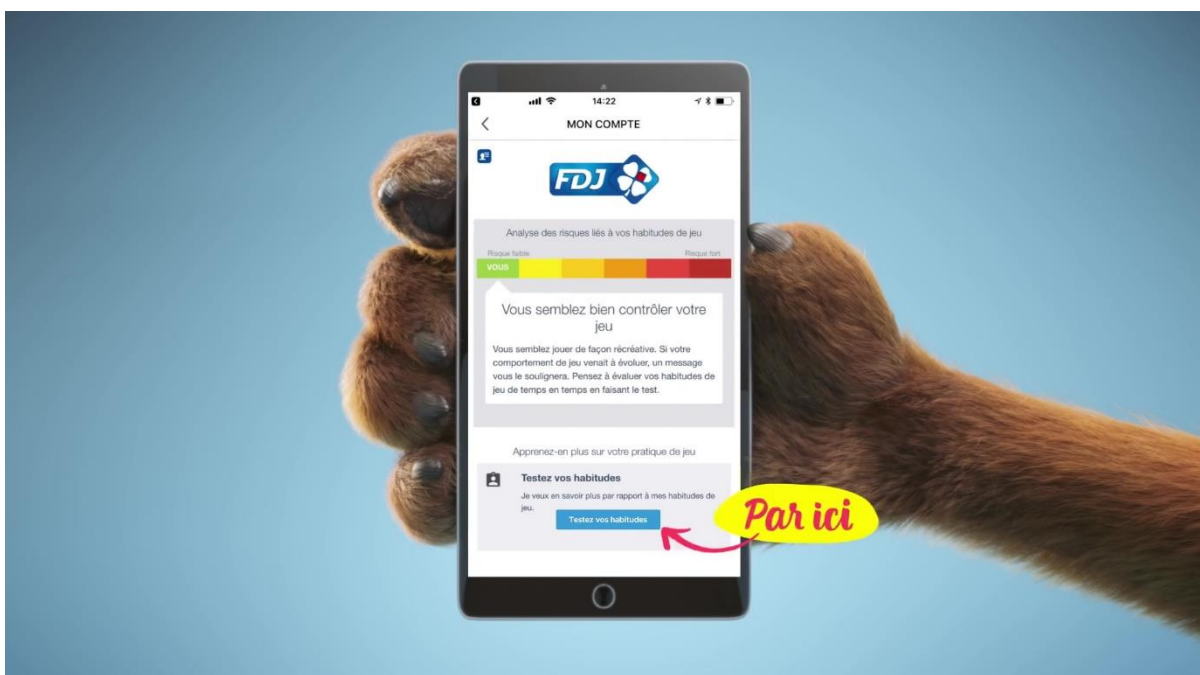 14:22
MON COMPTE
FDJ
Analyse des risques liés à vos habitudes de jeu
Risque faible
Risque fort
VOUS
Vous semblez bien contrôler votre
jeu
Vous semblez jouer de façon récréative. Si votre
comportement de jeu venait à évoluer, un message
vous le soulignera. Pensez à évaluer vos habitudes de
jeu de temps en temps en faisant le test.
Apprenez-en plus sur votre pratique de jeu
Testez vos habitudes
Je veux en savoir plus par rapport à mes habitudes de
jeu.
Testez vos habitudes
Par ici